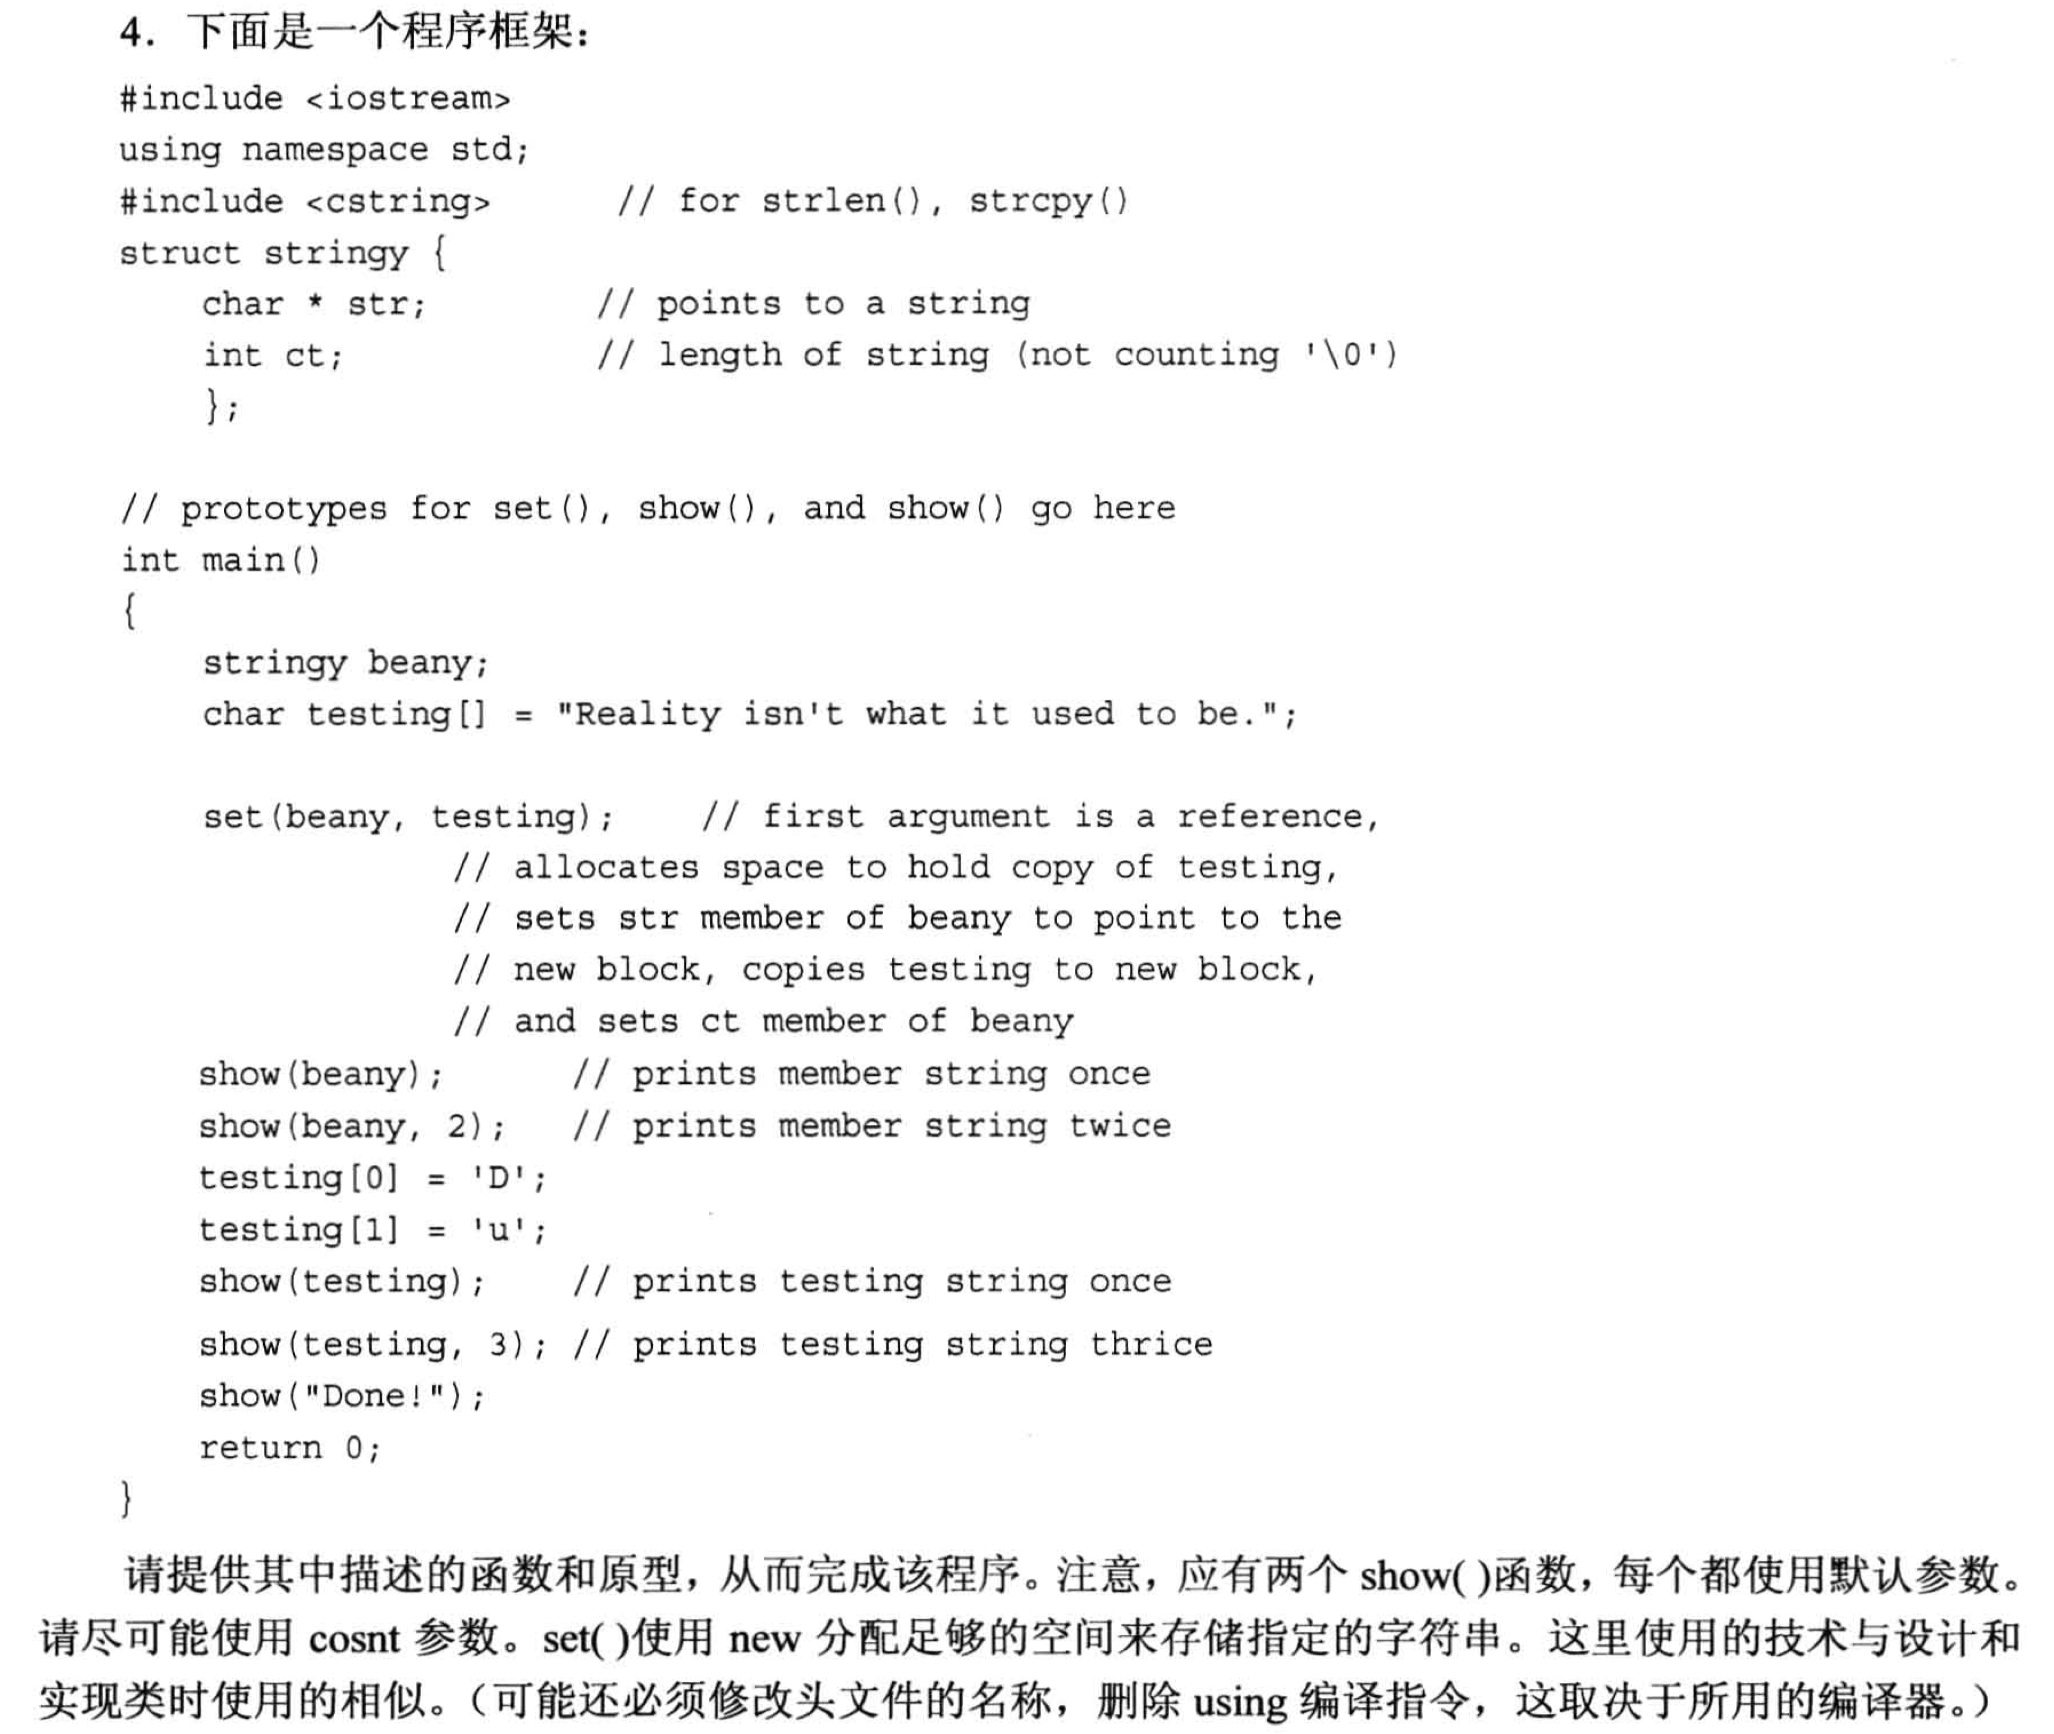 4. 下面是一个程序框架：
#include <iostream>
using namespace std;
#include <cstring>      // for strlen(), strcpy()
struct stringy {
    char * str;        // points to a string
    int ct;            // length of string (not counting '\0')
    };
// prototypes for set(), show(), and show() go here
int main()
{
    stringy beany;
    char testing[] = "Reality isn't what it used to be.";
    set(beany, testing);    // first argument is a reference,
                // allocates space to hold copy of testing,
                // sets str member of beany to point to the
                // new block, copies testing to new block,
                // and sets ct member of beany
    show(beany);      // prints member string once
    show(beany, 2);   // prints member string twice
    testing[0] = 'D';
    testing[1] = 'u';
    show(testing);    // prints testing string once
    show(testing, 3); // prints testing string thrice
    show("Done!");
    return 0;
}
请提供其中描述的函数和原型，从而完成该程序。注意，应有两个 show( )函数，每个都使用默认参数。
请尽可能使用 cosnt 参数。set( )使用 new 分配足够的空间来存储指定的字符串。这里使用的技术与设计和
实现类时使用的相似。（可能还必须修改头文件的名称，删除 using 编译指令，这取决于所用的编译器。）